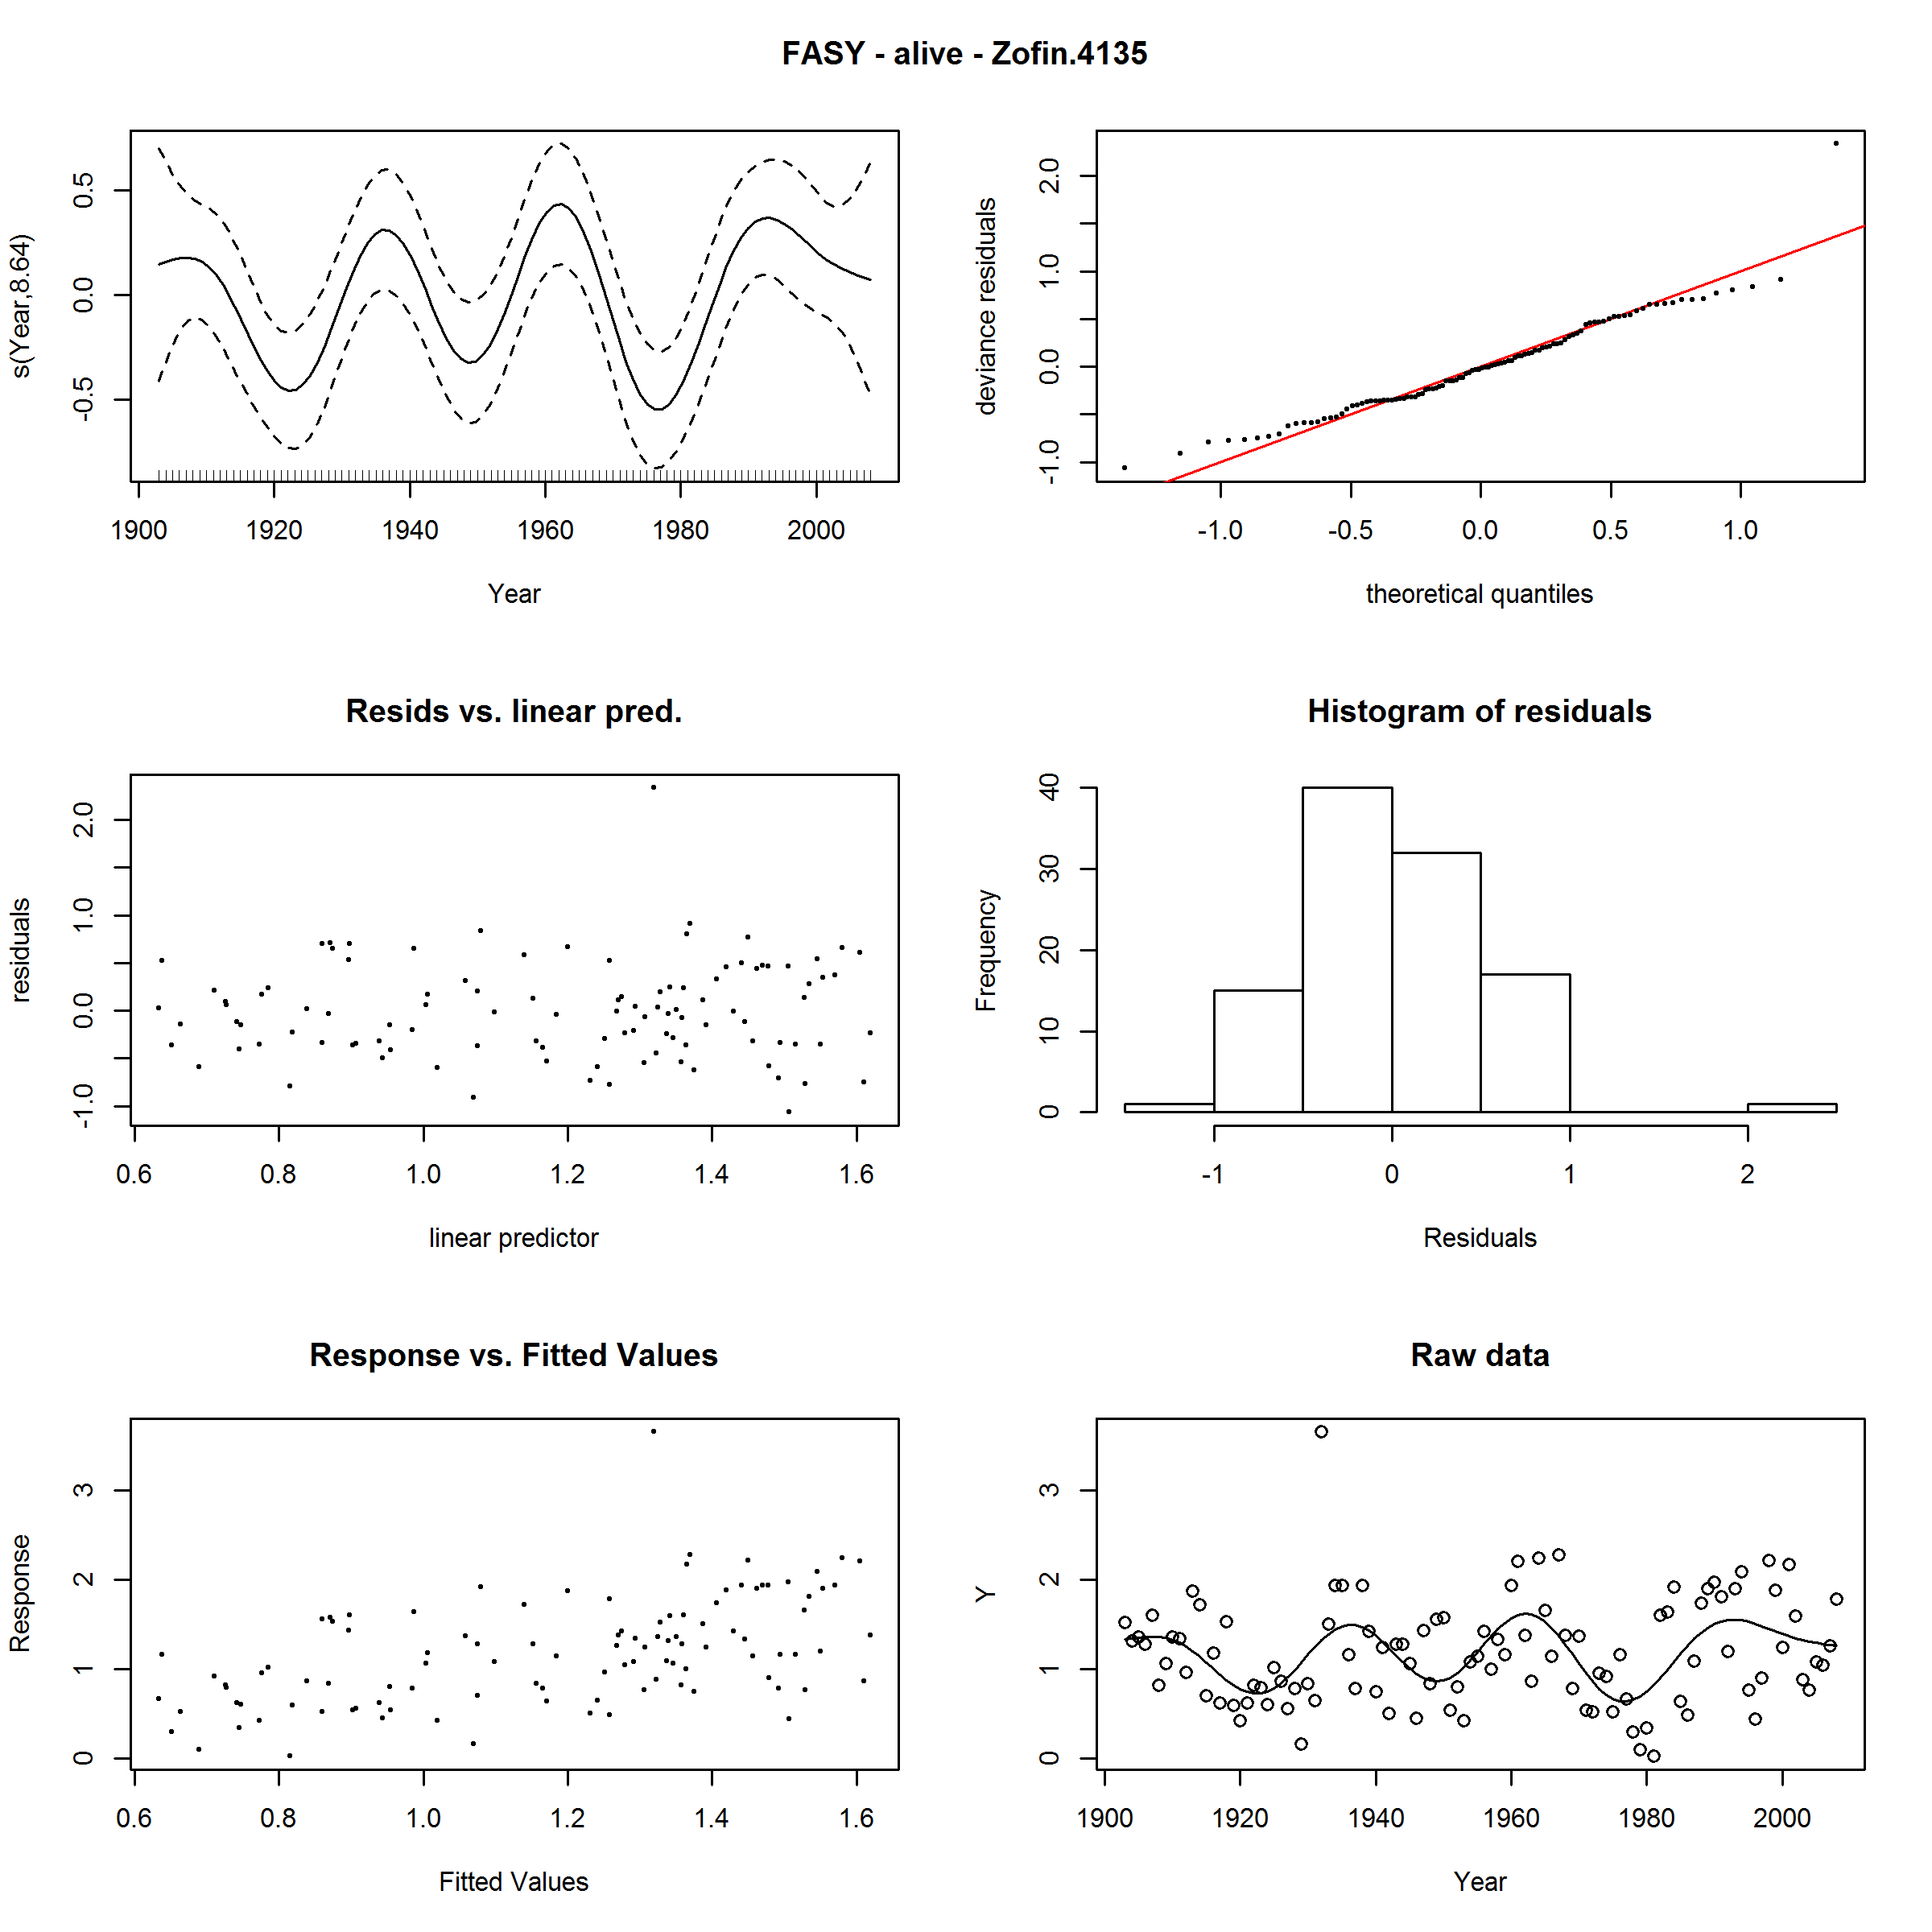 FASY - alive - Zofin.4135
s(Year,8.64)
-0.5 0.0 0.5
1900 1920 1940 1960 1980 2000
Year
deviance residuals
-1.0 0.0 1.0 2.0
-1.0 -0.5 0.0 0.5 1.0
theoretical quantiles
Resids vs. linear pred.
residuals
-1.0 0.0 1.0 2.0
0.6 0.8 1.0 1.2 1.4 1.6
linear predictor
Histogram of residuals
Frequency
0 10 20 30 40
-1 0 1 2
Residuals
Response vs. Fitted Values
Response
0 1 2 3
0.6 0.8 1.0 1.2 1.4 1.6
Fitted Values
Raw data
Y
0 1 2 3
1900 1920 1940 1960 1980 2000
Year